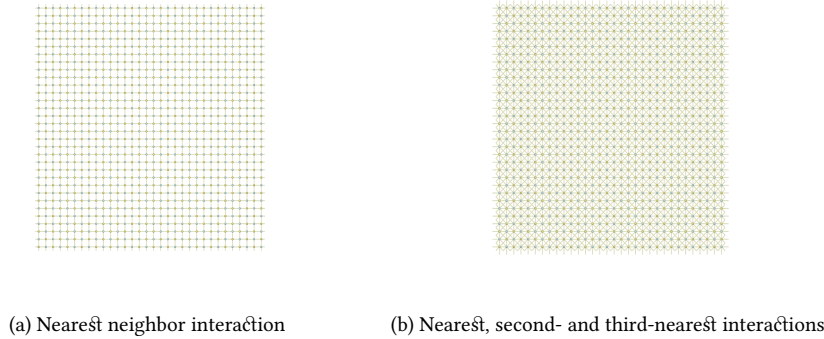 (a) Nearest neighbor interaction
(b) Nearest, second- and third-nearest interactions